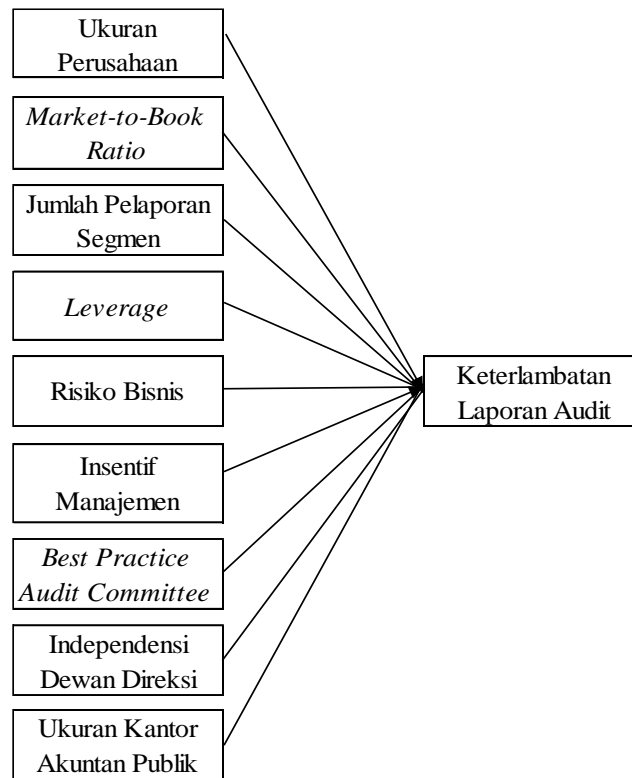 Ukuran
Perusahaan
Market-to-Book
Ratio
Jumlah Pelaporan
Segmen
Leverage
Risiko Bisnis
Keterlambatan
Laporan Audit
Insentif
Manajemen
Best Practice
Audit Committee
Independensi
Dewan Direksi
Ukuran Kantor
Akuntan Publik